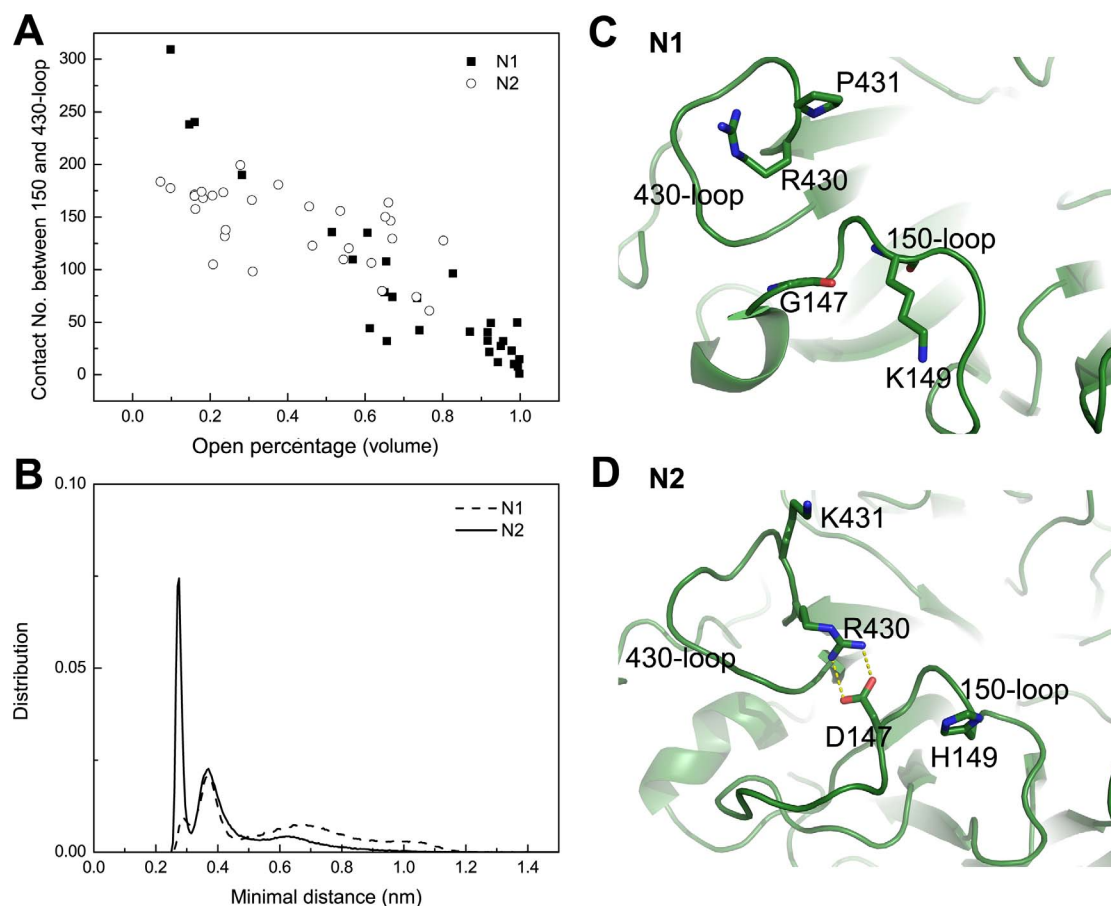 A
Contact No. between 150 and 430-loop
300
250
200
150
100
50
0
N1
N2
0.0 0.2 0.4 0.6 0.8 1.0
Open percentage (volume)
B
Distribution
0.10
0.05
0.00
N1
N2
0.0 0.2 0.4 0.6 0.8 1.0 1.2 1.4
Minimal distance (nm)
C N1
P431
R430
430-loop
150-loop
G147
K149
D N2
K431
R430
430-loop
150-loop
D147
H149